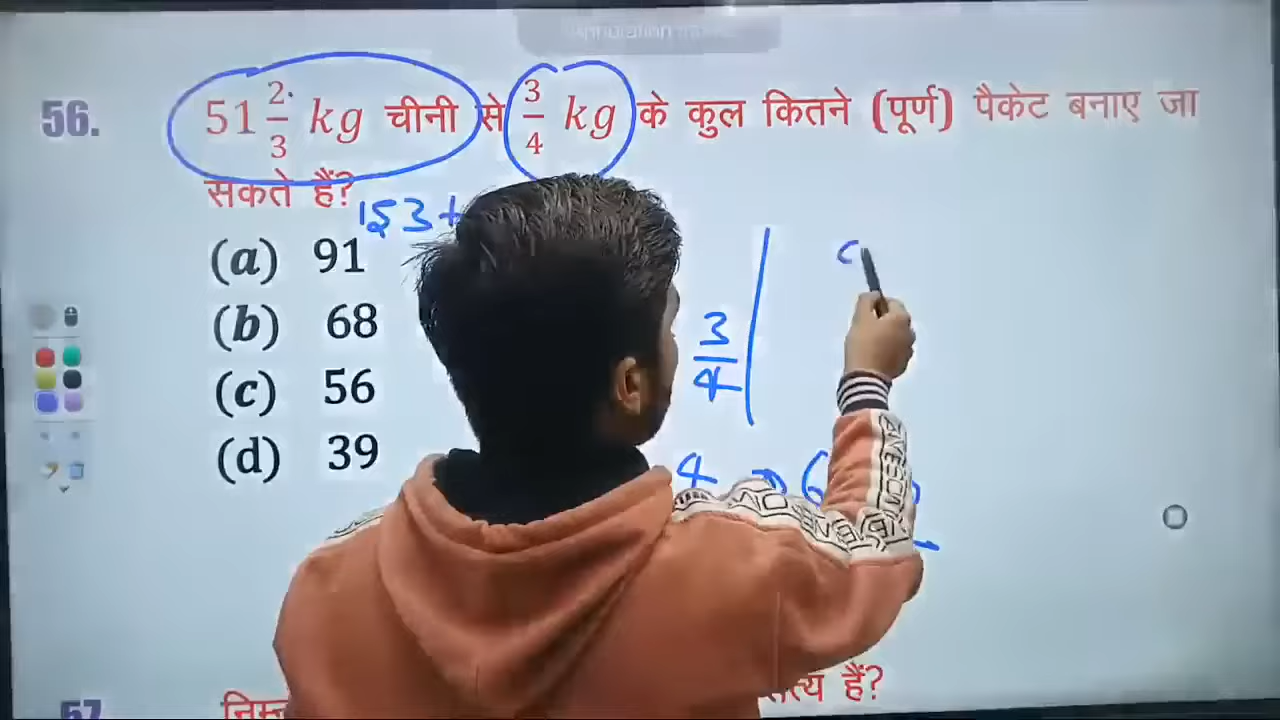 56. 51 2/3 kg चीनी से 3/4 kg के कुल कितने (पूर्ण) पैकेट बनाए जा
सकते हैं?
153+
(a) 91
(b) 68
(c) 56
(d) 39
3/4
4
57.
हैं?